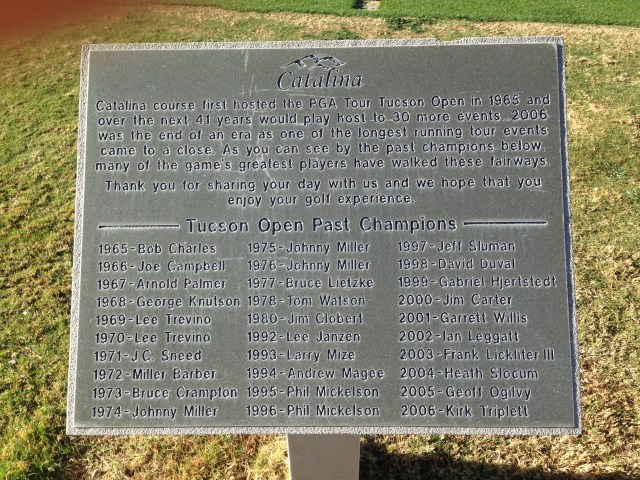 Catalina
Catalina course first hosted the PGA Tour Tucson Open in 1965 and
over the next 41 years would play host to 30 more events. 2006
was the end of an era as one of the longest running tour events
came to a close. As you can see by the past champions below,
many of the game's greatest players have walked these fairways.
Thank you for sharing your day with us and we hope that you
enjoy your golf experience.
Tucson Open Past Champions
1965-Bob Charles
1966-Joe Campbell
1967-Arnold Palmer
1968-George Knutson
1969-Lee Trevino
1970-Lee Trevino
1971-J.C. Sneed
1972-Miller Barber
1973-Bruce Crampton
1974-Johnny Miller
1975-Johnny Miller
1976-Johnny Miller
1977-Bruce Lietzke
1978-Tom Watson
1980-Jim Clobert
1992-Lee Janzen
1993-Larry Mize
1994-Andrew Magee
1995-Phil Mickelson
1996-Phil Mickelson
1997-Jeff Sluman
1998-David Duval
1999-Gabriel Hjertstedt
2000-Jim Carter
2001-Garrett Willis
2002-Ian Leggatt
2003-Frank Lickliter III
2004-Heath Slocum
2005-Geoff Ogilvy
2006-Kirk Triplett